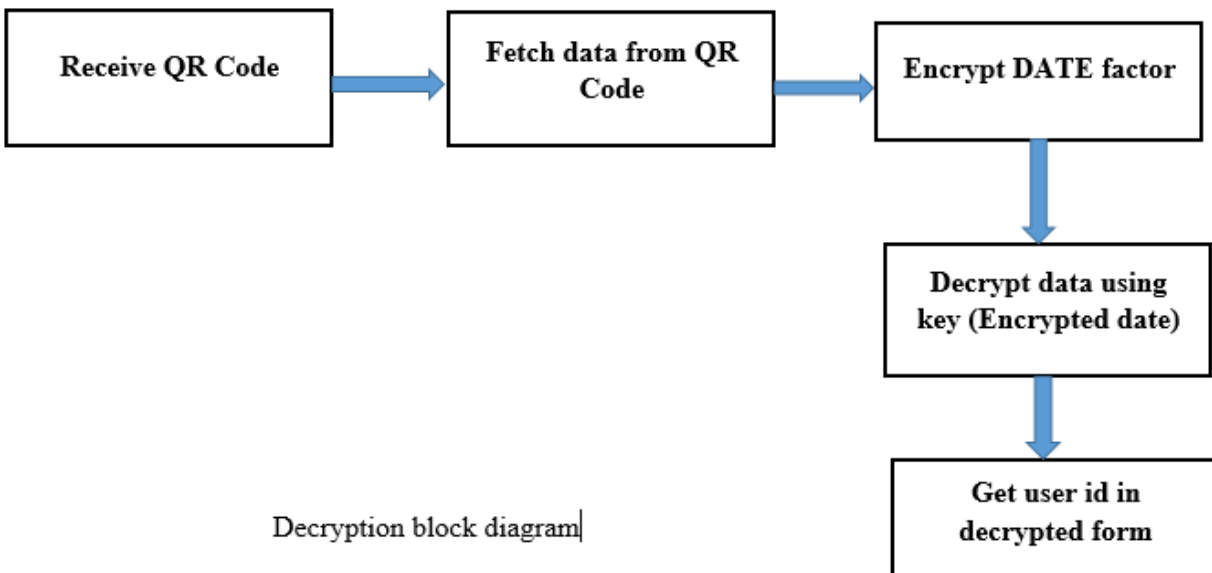 Receive QR Code
Fetch data from QR
Code
Encrypt DATE factor
Decrypt data using
key (Encrypted date)
Get user id in
decrypted form
Decryption block diagram